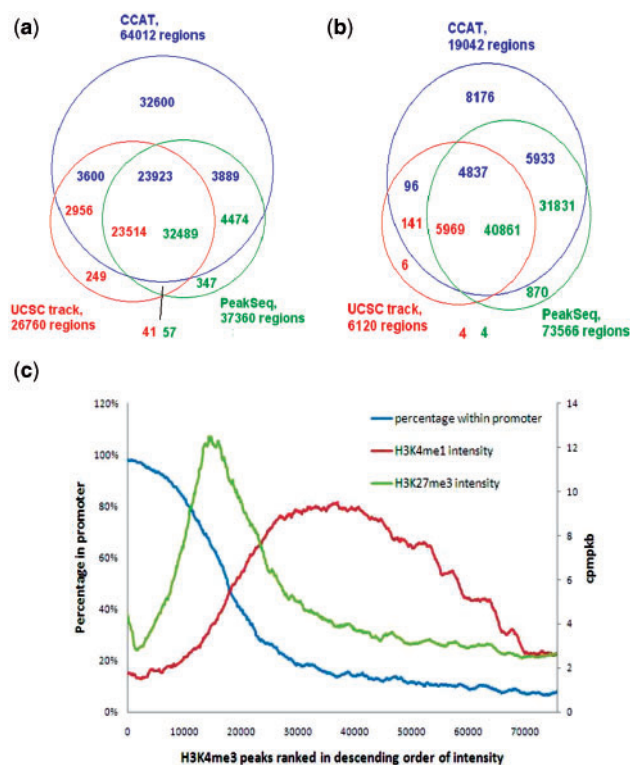 (a)
CCAT,
64012 regions
32600
3600
23923
3889
2956
4474
23514
32489
249
347
UCSC track,
26760 regions
PeakSeq,
37360 regions
41
57
(b)
CCAT,
19042 regions
8176
4837
5933
96
141
5969
40861
31831
6
870
UCSC track,
6120 regions
4
4
PeakSeq,
73566 regions
(c)
120%
100%
80%
60%
40%
20%
0%
Percentage in promoter
percentage within promoter
H3K4me1 intensity
H3K27me3 intensity
14
12
10
8
6
4
2
0
cpmpkb
0
10000
20000
30000
40000
50000
60000
70000
H3K4me3 peaks ranked in descending order of intensity